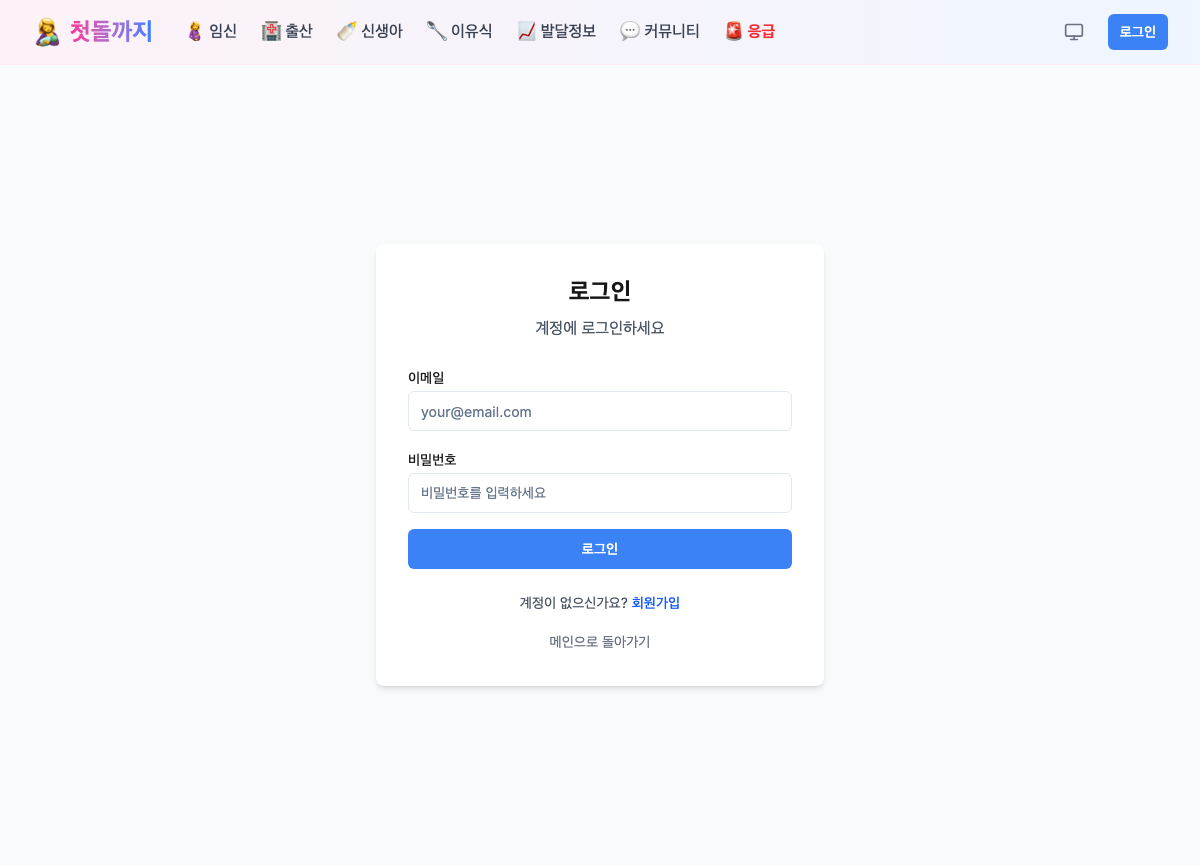 첫돌까지 임신 출산 신생아 이유식 발달정보 커뮤니티 응급 로그인
로그인
계정에 로그인하세요
이메일
your@email.com
비밀번호
비밀번호를 입력하세요
로그인
계정이 없으신가요? 회원가입
메인으로 돌아가기